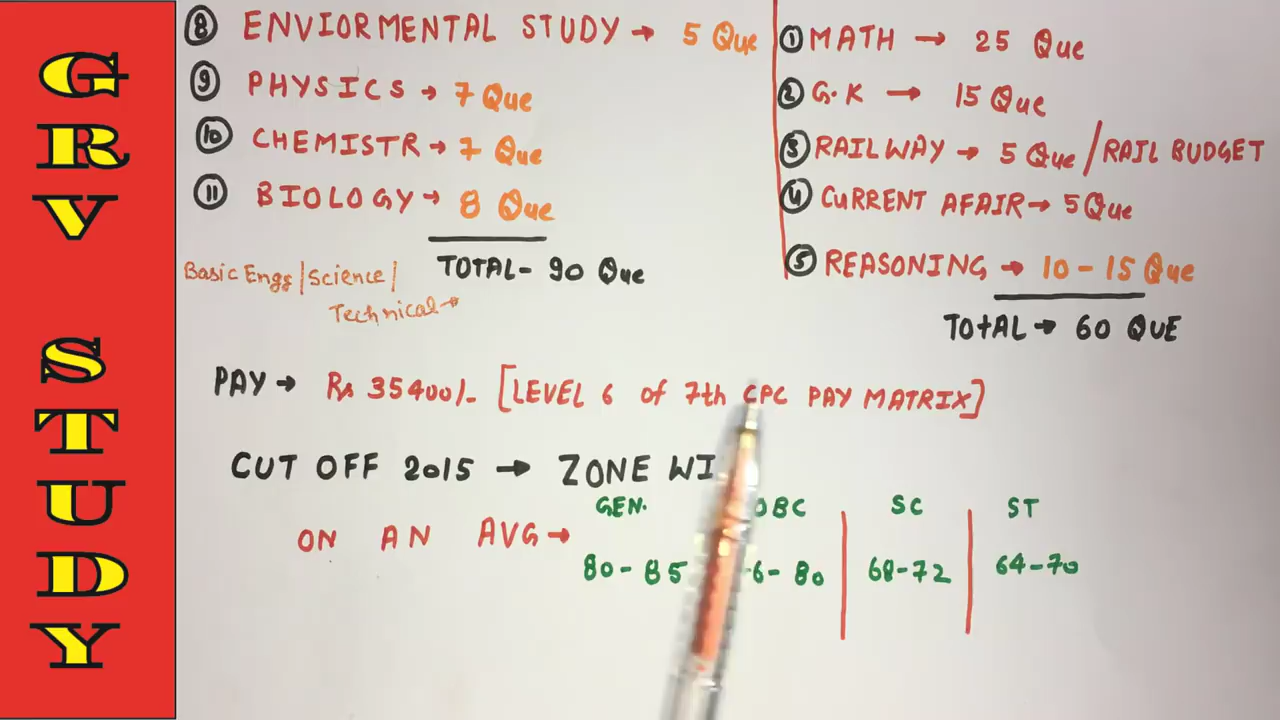 GRV STUDY
8 ENVIORMENTAL STUDY → 5 Que
9 PHYSICS → 7 Que
10 CHEMISTR → 7 Que
11 BIOLOGY → 8 Que
TOTAL - 90 Que
Basic Engg | Science |
Technical →
1 MATH → 25 Que
2 G.K → 15 Que
3 RAILWAY → 5 Que / RAIL BUDGET
4 CURRENT AFAIR → 5 Que
5 REASONING → 10 - 15 Que
TOTAL → 60 QUE
PAY → Rs 35400/- [LEVEL 6 of 7th CPC PAY MATRIX]
CUT OFF 2015 → ZONE WI
GEN. OBC SC ST
ON AN AVG → 80 - 85 6 - 80 68 - 72 64 - 70